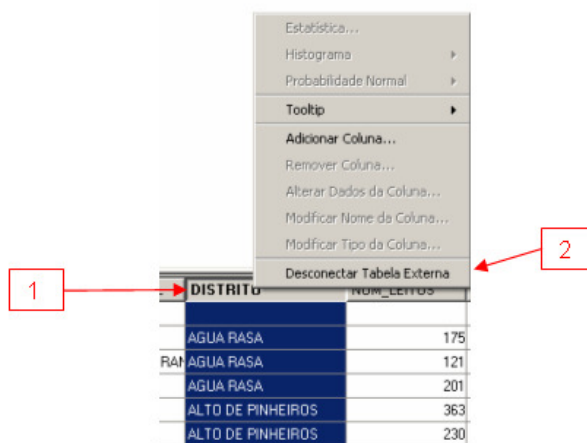 Estatística...
Histograma
Probabilidade Normal
Tooltip
Adicionar Coluna...
Remover Coluna...
Alterar Dados da Coluna...
Modificar Nome da Coluna...
Modificar Tipo da Coluna...
Desconectar Tabela Externa
2
1
DISTRITO NUM_LEITOS
AGUA RASA 175
RAN AGUA RASA 121
AGUA RASA 201
ALTO DE PINHEIROS 363
ALTO DE PINHEIROS 230